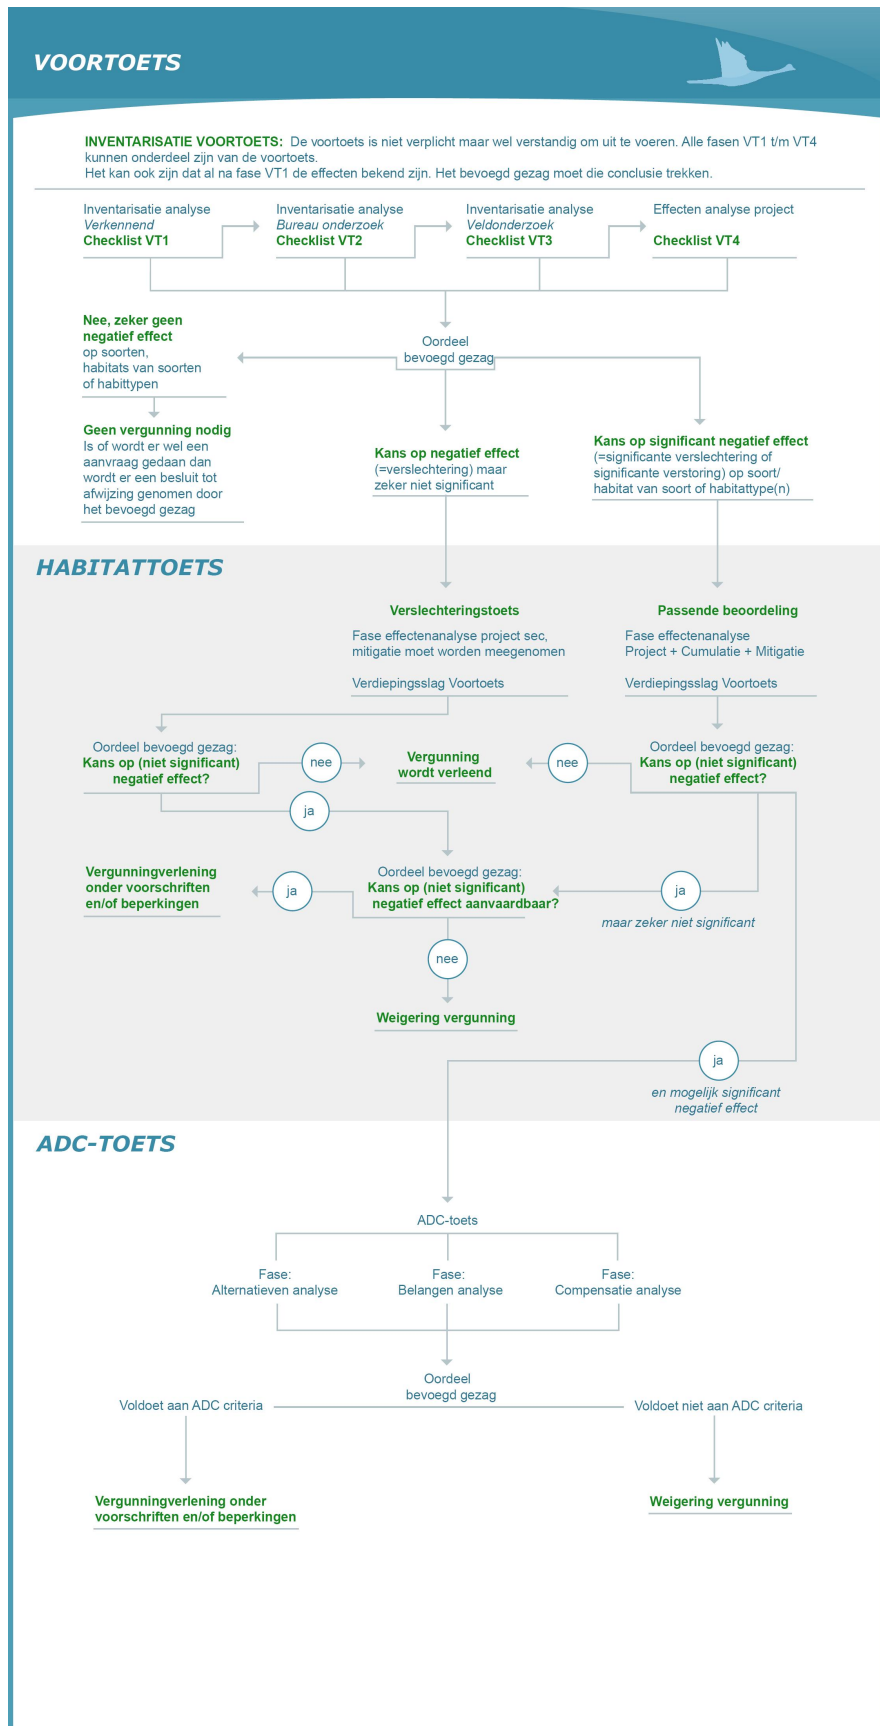 VOORTOETS
INVENTARISATIE VOORTOETS: De voortoets is niet verplicht maar wel verstandig om uit te voeren. Alle fasen VT1 t/m VT4
kunnen onderdeel zijn van de voortoets.
Het kan ook zijn dat al na fase VT1 de effecten bekend zijn. Het bevoegd gezag moet die conclusie trekken.
Inventarisatie analyse
Verkennend
Checklist VT1
Inventarisatie analyse
Bureau onderzoek
Checklist VT2
Inventarisatie analyse
Veldonderzoek
Checklist VT3
Effecten analyse project
Checklist VT4
Oordeel
bevoegd gezag
Nee, zeker geen
negatief effect
op soorten,
habitats van soorten
of habittypen
Geen vergunning nodig
Is of wordt er wel een
aanvraag gedaan dan
wordt er een besluit tot
afwijzing genomen door
het bevoegd gezag
Kans op negatief effect
(=verslechtering) maar
zeker niet significant
Kans op significant negatief effect
(=significante verslechtering of
significante verstoring) op soort/
habitat van soort of habitattype(n)
HABITATTOETS
Verslechteringstoets
Fase effectenanalyse project sec,
mitigatie moet worden meegenomen
Verdiepingsslag Voortoets
Passende beoordeling
Fase effectenanalyse
Project + Cumulatie + Mitigatie
Verdiepingsslag Voortoets
Oordeel bevoegd gezag:
Kans op (niet significant)
negatief effect?
nee
Vergunning
wordt verleend
nee
Oordeel bevoegd gezag:
Kans op (niet significant)
negatief effect?
ja
Vergunningverlening
onder voorschriften
en/of beperkingen
ja
Oordeel bevoegd gezag:
Kans op (niet significant)
negatief effect aanvaardbaar?
ja
maar zeker niet significant
nee
Weigering vergunning
ja
en mogelijk significant
negatief effect
ADC-TOETS
ADC-toets
Fase:
Alternatieven analyse
Fase:
Belangen analyse
Fase:
Compensatie analyse
Oordeel
bevoegd gezag
Voldoet aan ADC criteria
Voldoet niet aan ADC criteria
Vergunningverlening onder
voorschriften en/of beperkingen
Weigering vergunning